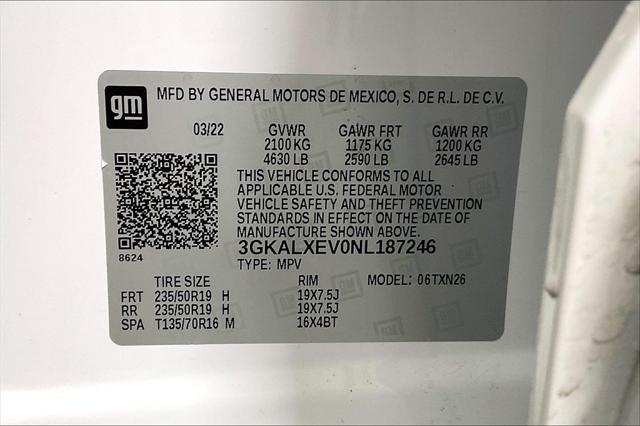 gm MFD BY GENERAL MOTORS DE MEXICO, S. DE R.L. DE C.V.
03/22 GVWR GAWR FRT GAWR RR
2100 KG 1175 KG 1200 KG
4630 LB 2590 LB 2645 LB
THIS VEHICLE CONFORMS TO ALL
APPLICABLE U.S. FEDERAL MOTOR
VEHICLE SAFETY AND THEFT PREVENTION
STANDARDS IN EFFECT ON THE DATE OF
MANUFACTURE SHOWN ABOVE.
3GKALXEV0NL187246
8624
TYPE: MPV MODEL: 06TXN26
TIRE SIZE RIM
FRT 235/50R19 H 19X7.5J
RR 235/50R19 H 19X7.5J
SPA T135/70R16 M 16X4BT